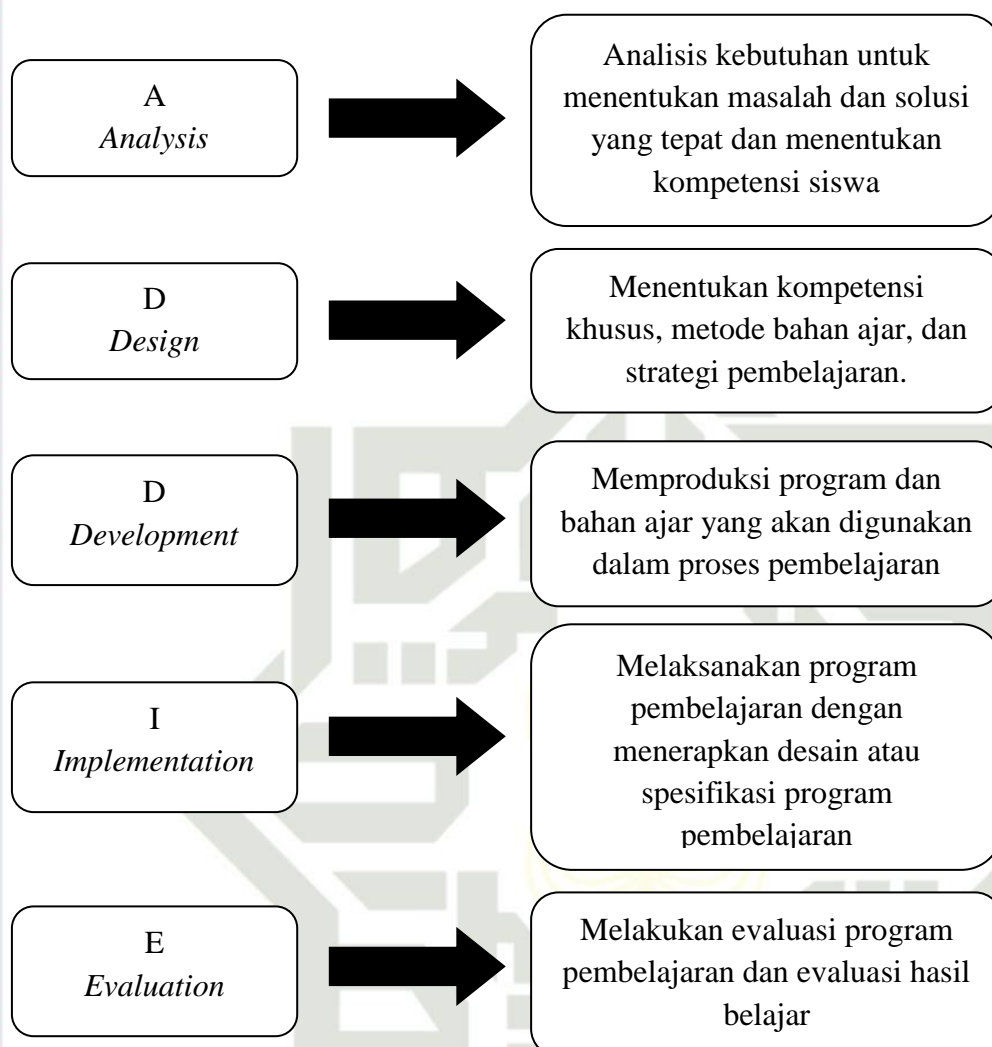 A
Analysis
Analisis kebutuhan untuk
menentukan masalah dan solusi
yang tepat dan menentukan
kompetensi siswa
D
Design
Menentukan kompetensi
khusus, metode bahan ajar, dan
strategi pembelajaran.
D
Development
Memproduksi program dan
bahan ajar yang akan digunakan
dalam proses pembelajaran
I
Implementation
Melaksanakan program
pembelajaran dengan
menerapkan desain atau
spesifikasi program
pembelajaran
E
Evaluation
Melakukan evaluasi program
pembelajaran dan evaluasi hasil
belajar